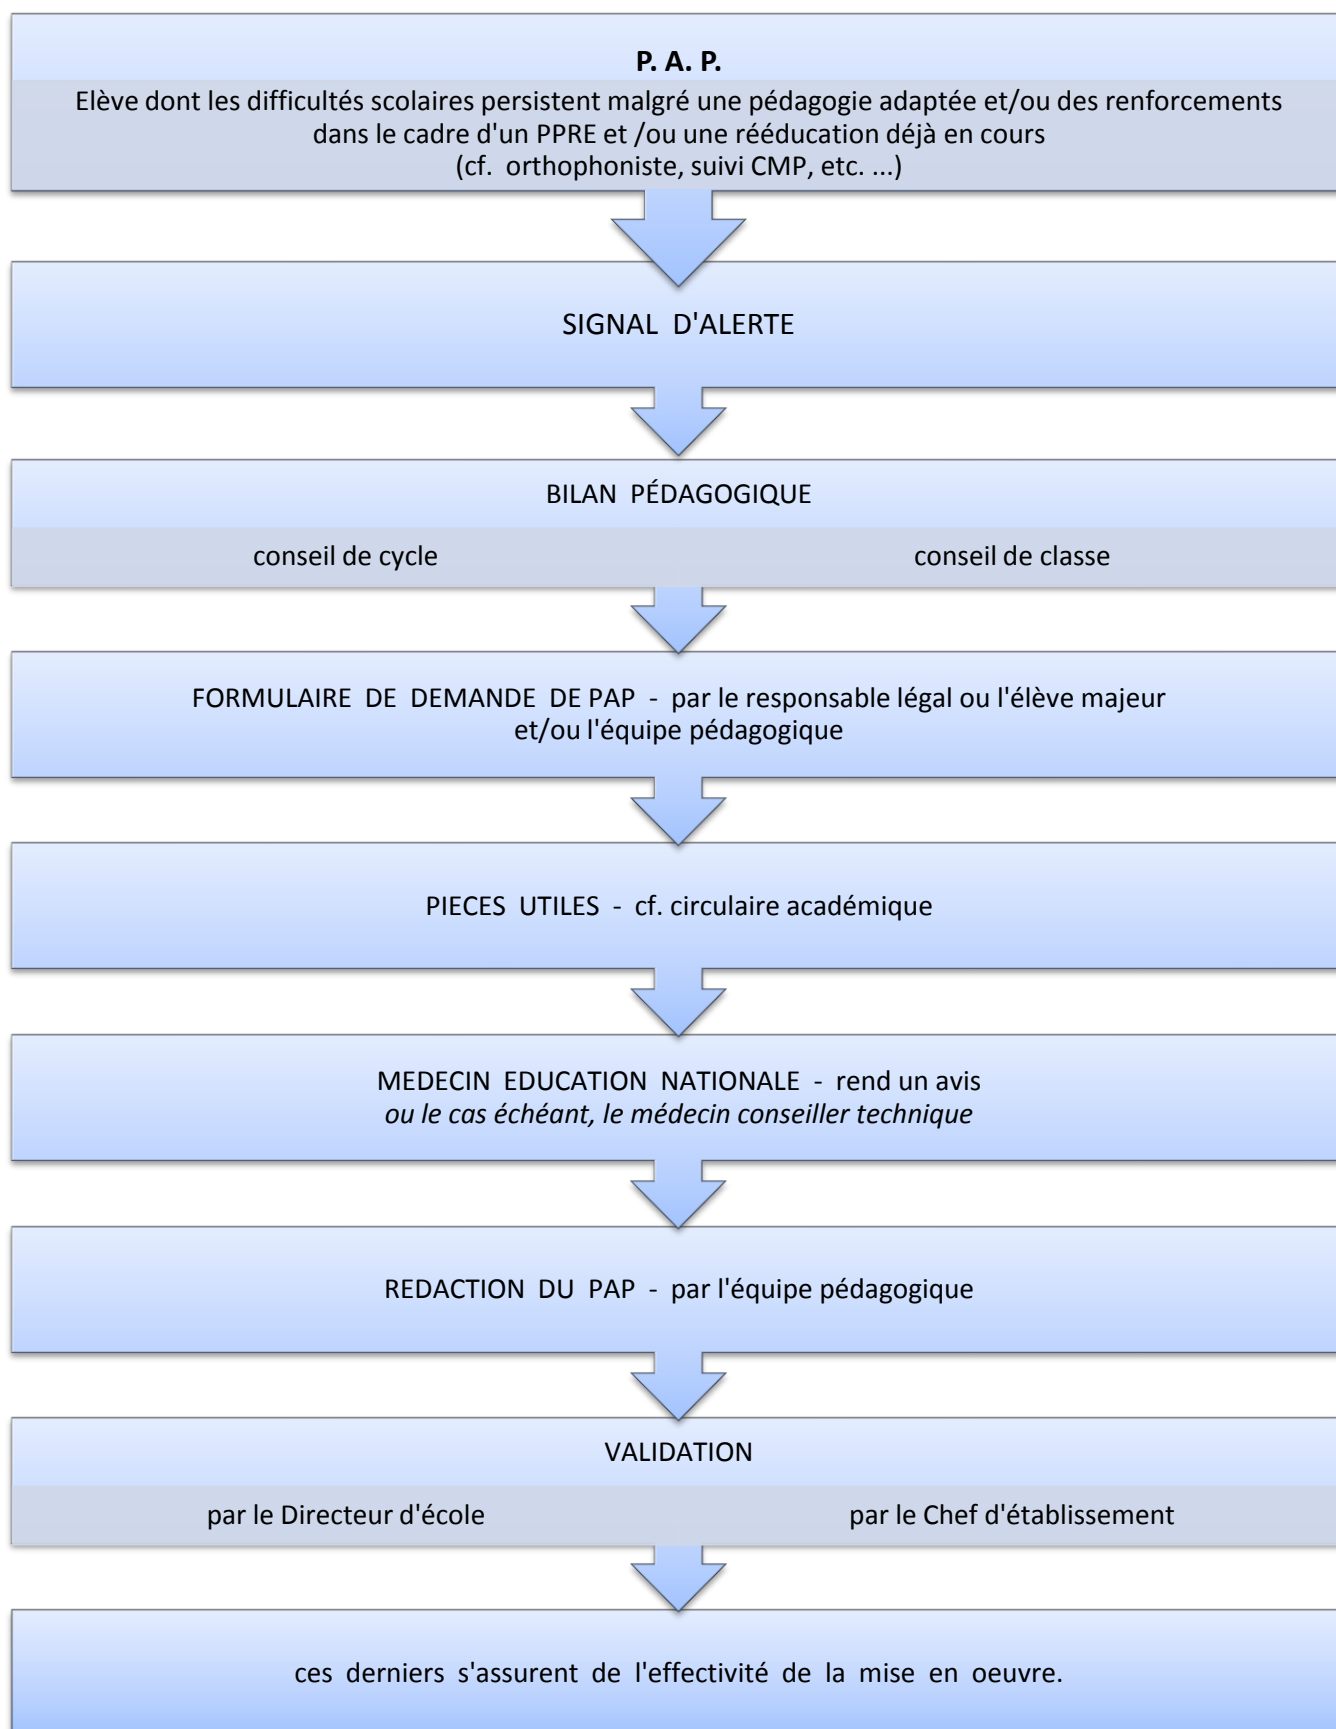 P. A. P.
Elève dont les difficultés scolaires persistent malgré une pédagogie adaptée et/ou des renforcements
dans le cadre d'un PPRE et /ou une rééducation déjà en cours
(cf. orthophoniste, suivi CMP, etc. ...)
SIGNAL D'ALERTE
BILAN PÉDAGOGIQUE
conseil de cycle
conseil de classe
FORMULAIRE DE DEMANDE DE PAP - par le responsable légal ou l'élève majeur
et/ou l'équipe pédagogique
PIECES UTILES - cf. circulaire académique
MEDECIN EDUCATION NATIONALE - rend un avis
ou le cas échéant, le médecin conseiller technique
REDACTION DU PAP - par l'équipe pédagogique
VALIDATION
par le Directeur d'école
par le Chef d'établissement
ces derniers s'assurent de l'effectivité de la mise en oeuvre.